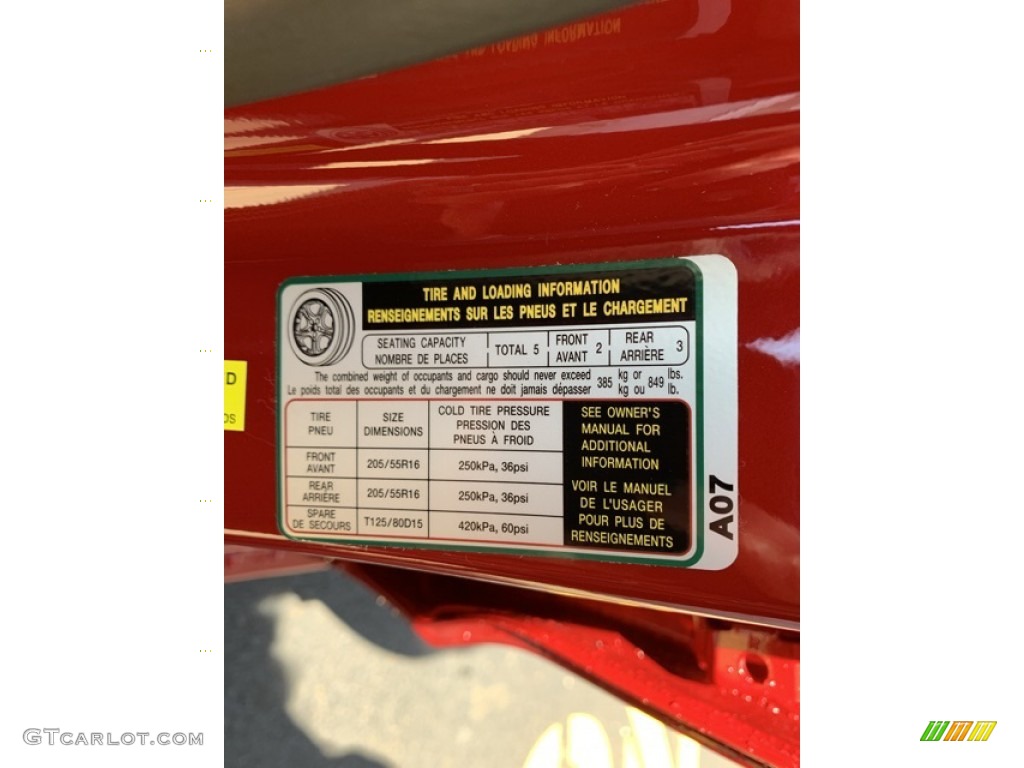 AND LOADING INFORMATION
TIRE AND LOADING INFORMATION
RENSEIGNEMENTS SUR LES PNEUS ET LE CHARGEMENT
SEATING CAPACITY
NOMBRE DE PLACES
TOTAL 5
FRONT
AVANT 2
REAR
ARRIÈRE 3
The combined weight of occupants and cargo should never exceed 385 kg or 849 lbs.
Le poids total des occupants et du chargement ne doit jamais dépasser kg ou lb.
TIRE
PNEU
SIZE
DIMENSIONS
COLD TIRE PRESSURE
PRESSION DES
PNEUS À FROID
FRONT
AVANT
205/55R16
250kPa, 36psi
REAR
ARRIÈRE
205/55R16
250kPa, 36psi
SPARE
DE SECOURS
T125/80D15
420kPa, 60psi
SEE OWNER'S
MANUAL FOR
ADDITIONAL
INFORMATION
VOIR LE MANUEL
DE L'USAGER
POUR PLUS DE
RENSEIGNEMENTS
A07
D
DS
GTCARLOT.COM